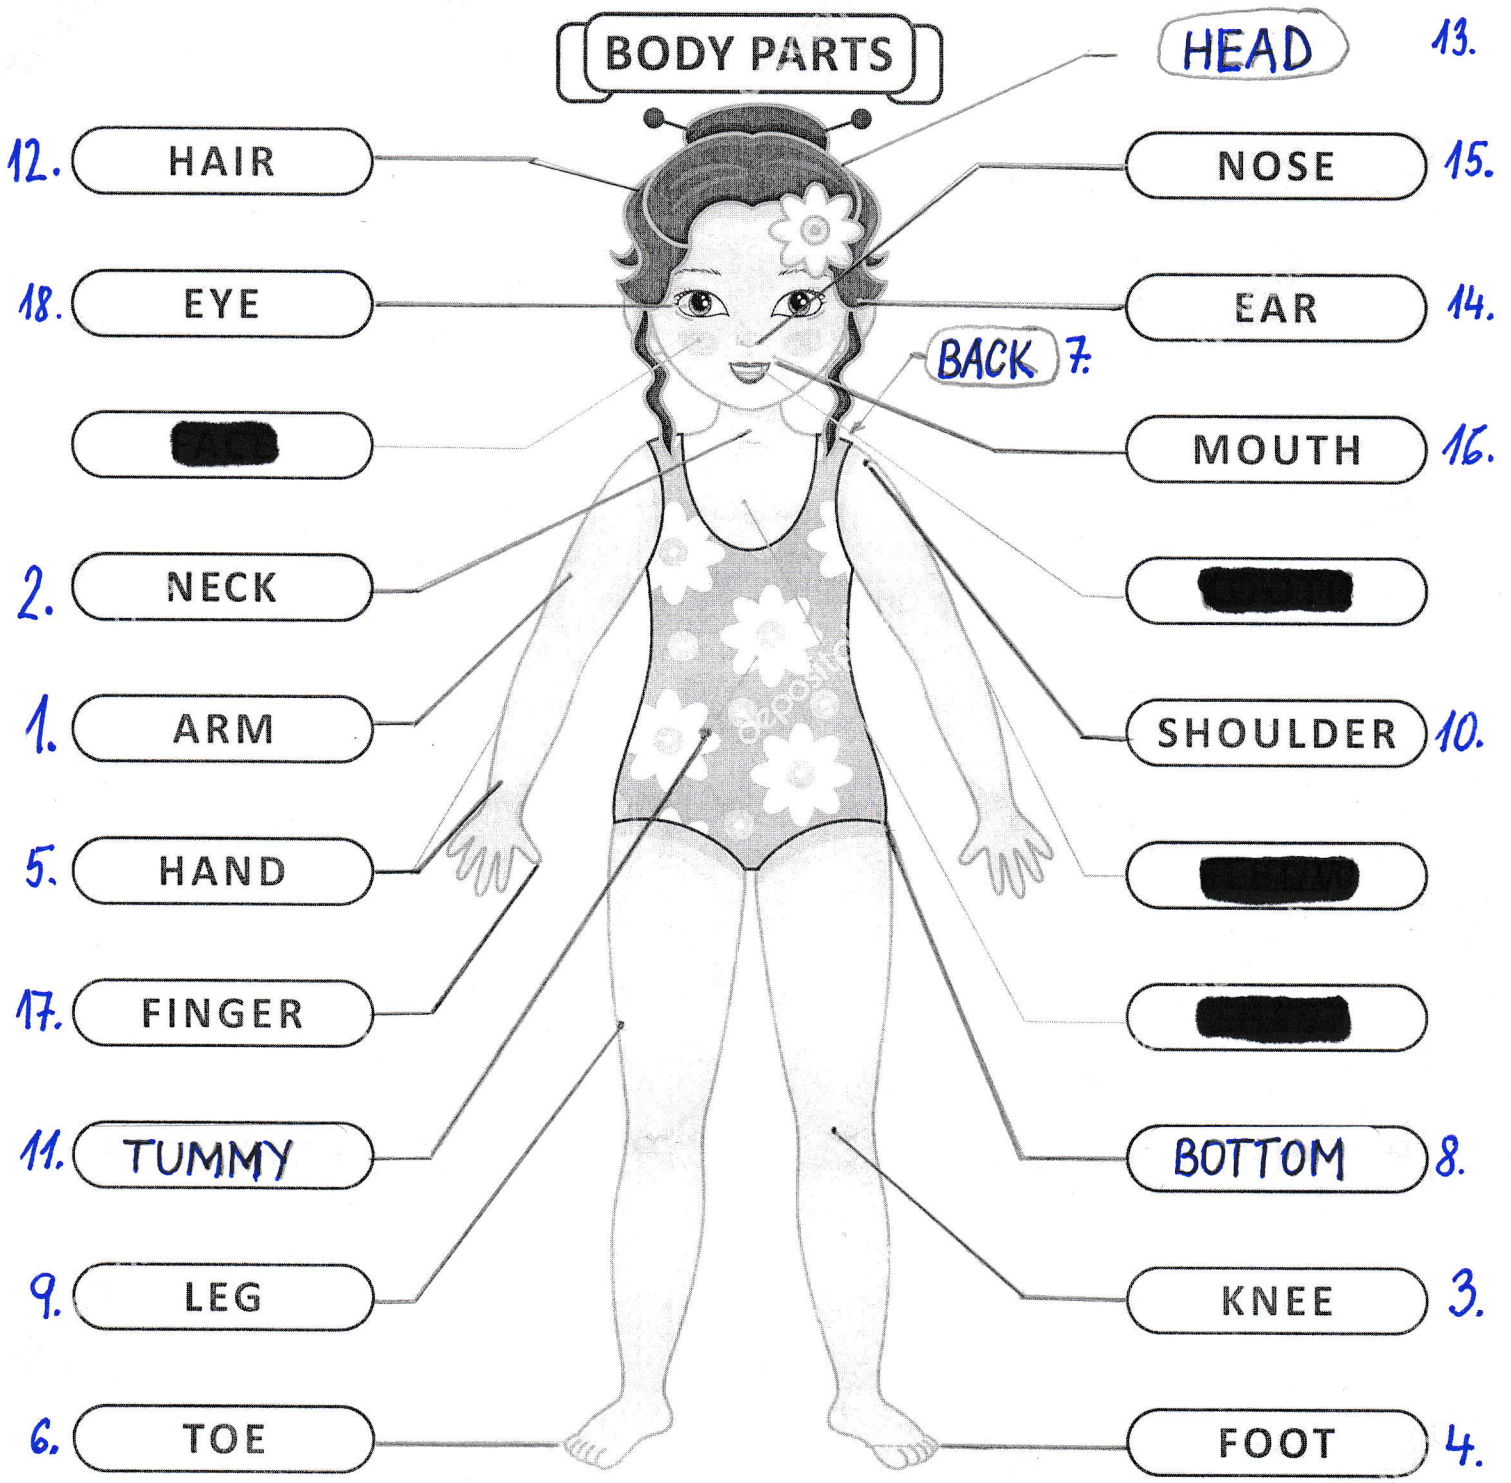 BODY PARTS
HEAD 13.
12. HAIR
NOSE 15.
18. EYE
EAR 14.
BACK 7.
MOUTH 16.
2. NECK
1. ARM
SHOULDER 10.
5. HAND
17. FINGER
11. TUMMY
BOTTOM 8.
9. LEG
KNEE 3.
6. TOE
FOOT 4.